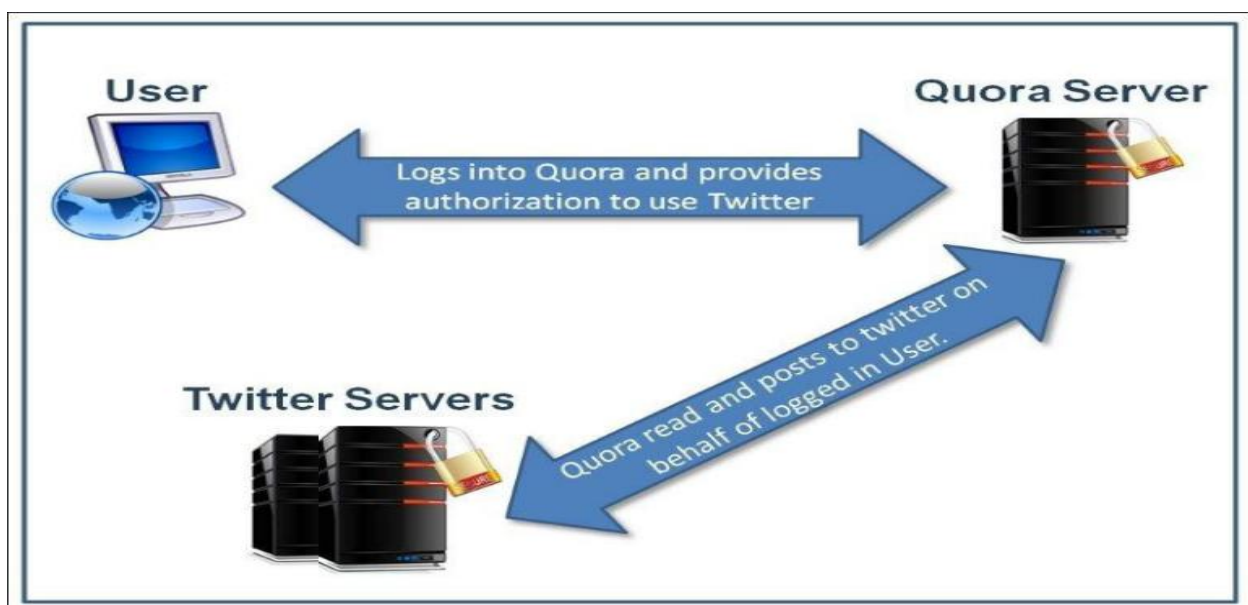 User
Quora Server
Logs into Quora and provides
authorization to use Twitter
Quora read and posts to twitter on
behalf of logged in User.
Twitter Servers